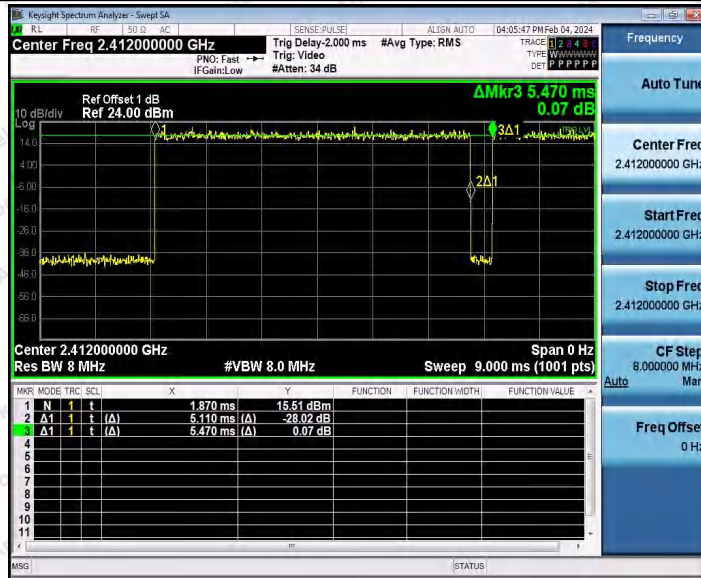 Keysight Spectrum Analyzer - Swept SA
RL RF 50 Ω AC SENSE:PULSE ALIGN AUTO 04:05:47 PM Feb 04, 2024
Center Freq 2.412000000 GHz
PNO: Fast
IFGain:Low
Trig Delay-2.000 ms
Trig: Video
#Atten: 34 dB
#Avg Type: RMS
TRACE 1 2 3 4 5 6
TYPE WWWWWW
DET P P P P P P
Frequency
ΔMkr3 5.470 ms
0.07 dB
Ref Offset 1 dB
10 dB/div Ref 24.00 dBm
Log
1
3Δ1
2Δ1
14.0
4.00
-6.00
-16.0
-26.0
-36.0
-46.0
-56.0
-66.0
Center 2.412000000 GHz Span 0 Hz
Res BW 8 MHz #VBW 8.0 MHz Sweep 9.000 ms (1001 pts)
MKR MODE TRC SCL X Y FUNCTION FUNCTION WIDTH FUNCTION VALUE
1 N 1 t 1.870 ms 15.51 dBm
2 Δ1 1 t (Δ) 5.110 ms (Δ) -28.02 dB
3 Δ1 1 t (Δ) 5.470 ms (Δ) 0.07 dB
4
5
6
7
8
9
10
11
MSG STATUS
Auto Tune
Center Freq
2.412000000 GHz
Start Freq
2.412000000 GHz
Stop Freq
2.412000000 GHz
CF Step
8.000000 MHz
Auto Man
Freq Offset
0 Hz